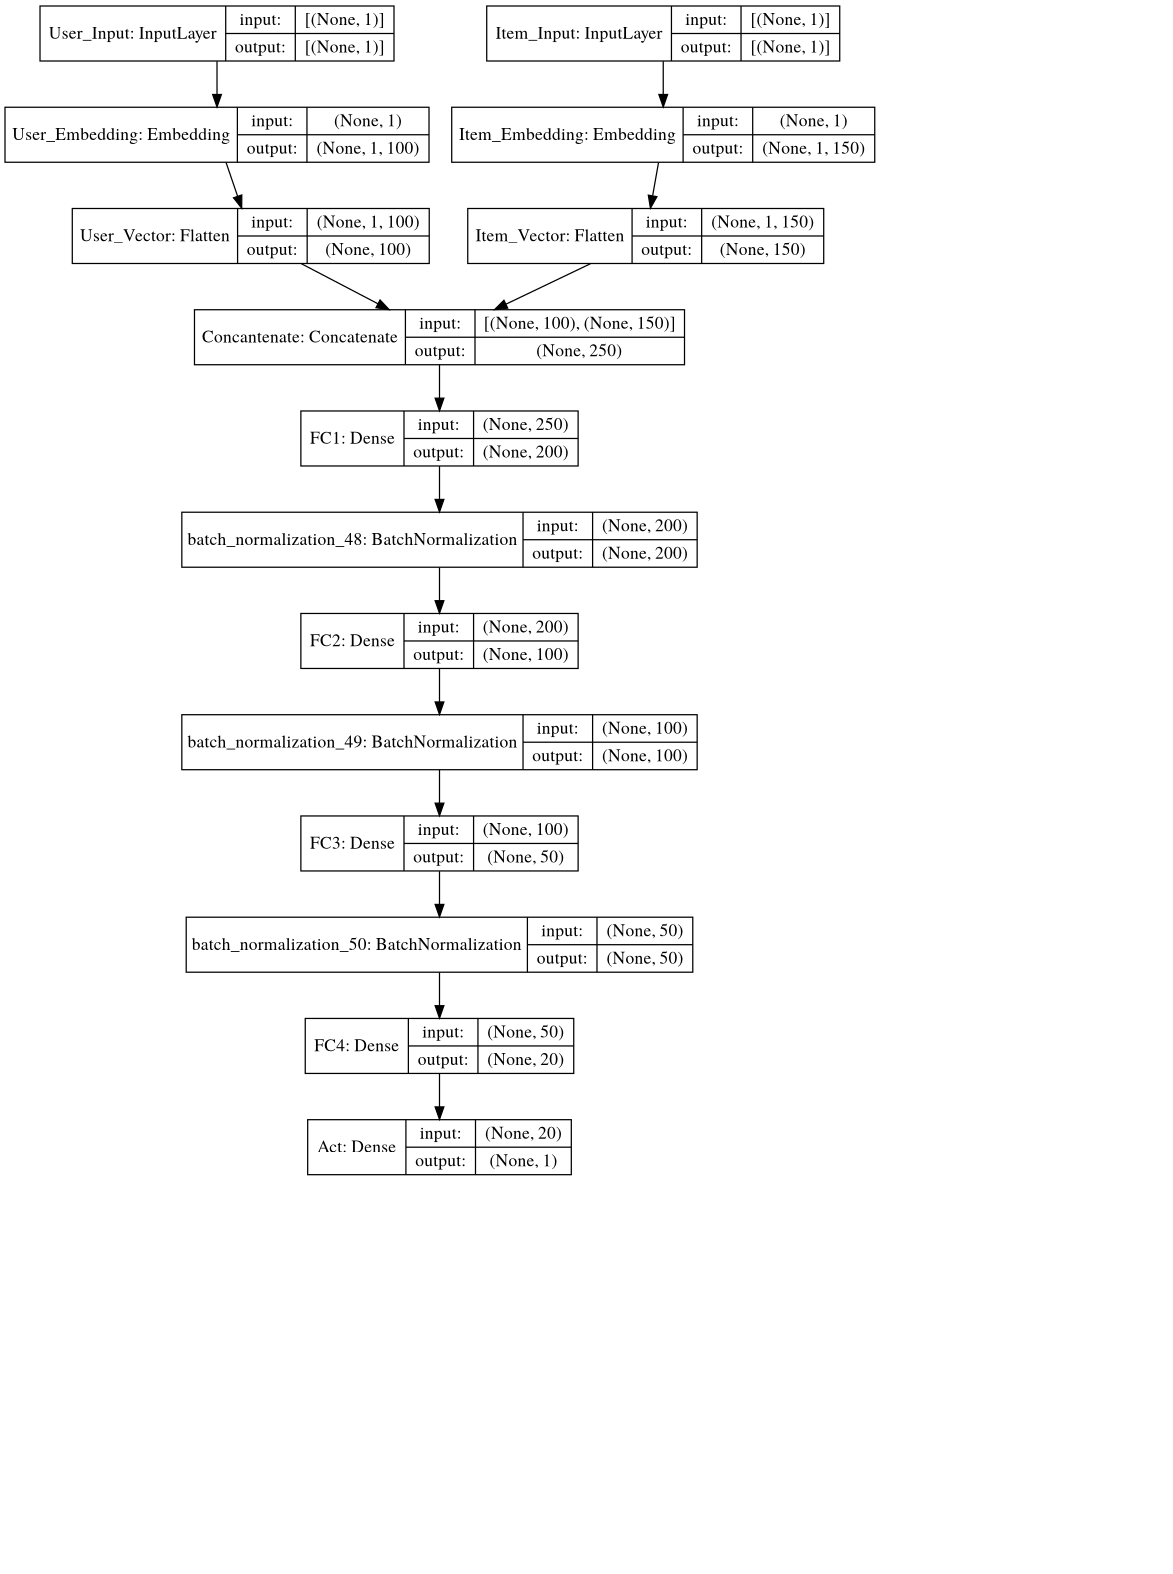 User_Input: InputLayer
input: [(None, 1)]
output: [(None, 1)]
Item_Input: InputLayer
input: [(None, 1)]
output: [(None, 1)]
User_Embedding: Embedding
input: (None, 1)
output: (None, 1, 100)
Item_Embedding: Embedding
input: (None, 1)
output: (None, 1, 150)
User_Vector: Flatten
input: (None, 1, 100)
output: (None, 100)
Item_Vector: Flatten
input: (None, 1, 150)
output: (None, 150)
Concantenate: Concatenate
input: [(None, 100), (None, 150)]
output: (None, 250)
FC1: Dense
input: (None, 250)
output: (None, 200)
batch_normalization_48: BatchNormalization
input: (None, 200)
output: (None, 200)
FC2: Dense
input: (None, 200)
output: (None, 100)
batch_normalization_49: BatchNormalization
input: (None, 100)
output: (None, 100)
FC3: Dense
input: (None, 100)
output: (None, 50)
batch_normalization_50: BatchNormalization
input: (None, 50)
output: (None, 50)
FC4: Dense
input: (None, 50)
output: (None, 20)
Act: Dense
input: (None, 20)
output: (None, 1)